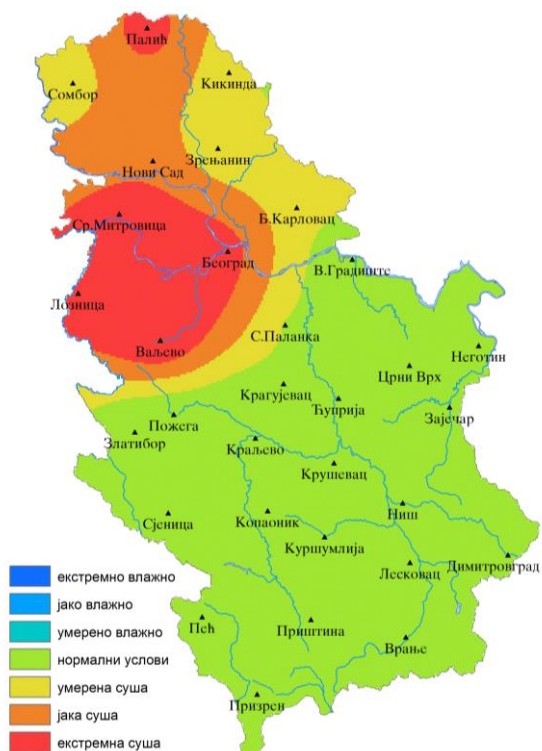 Палић
Сомбор
Кикинда
Зрењанин
Нови Сад
Ср.Митровица
Б.Карловац
Београд
В.Градиште
Лозница
С.Паланка
Ваљево
Неготин
Црни Врх
Крагујевац
Ћуприја
Зајечар
Пожега
Златибор
Краљево
Крушевац
Сјеница
Копаоник
Ниш
Куршумлија
Лесковац
Димитровград
Пећ
Приштина
Врање
Призрен
екстремно влажно
јако влажно
умерено влажно
нормални услови
умерена суша
јака суша
екстремна суша